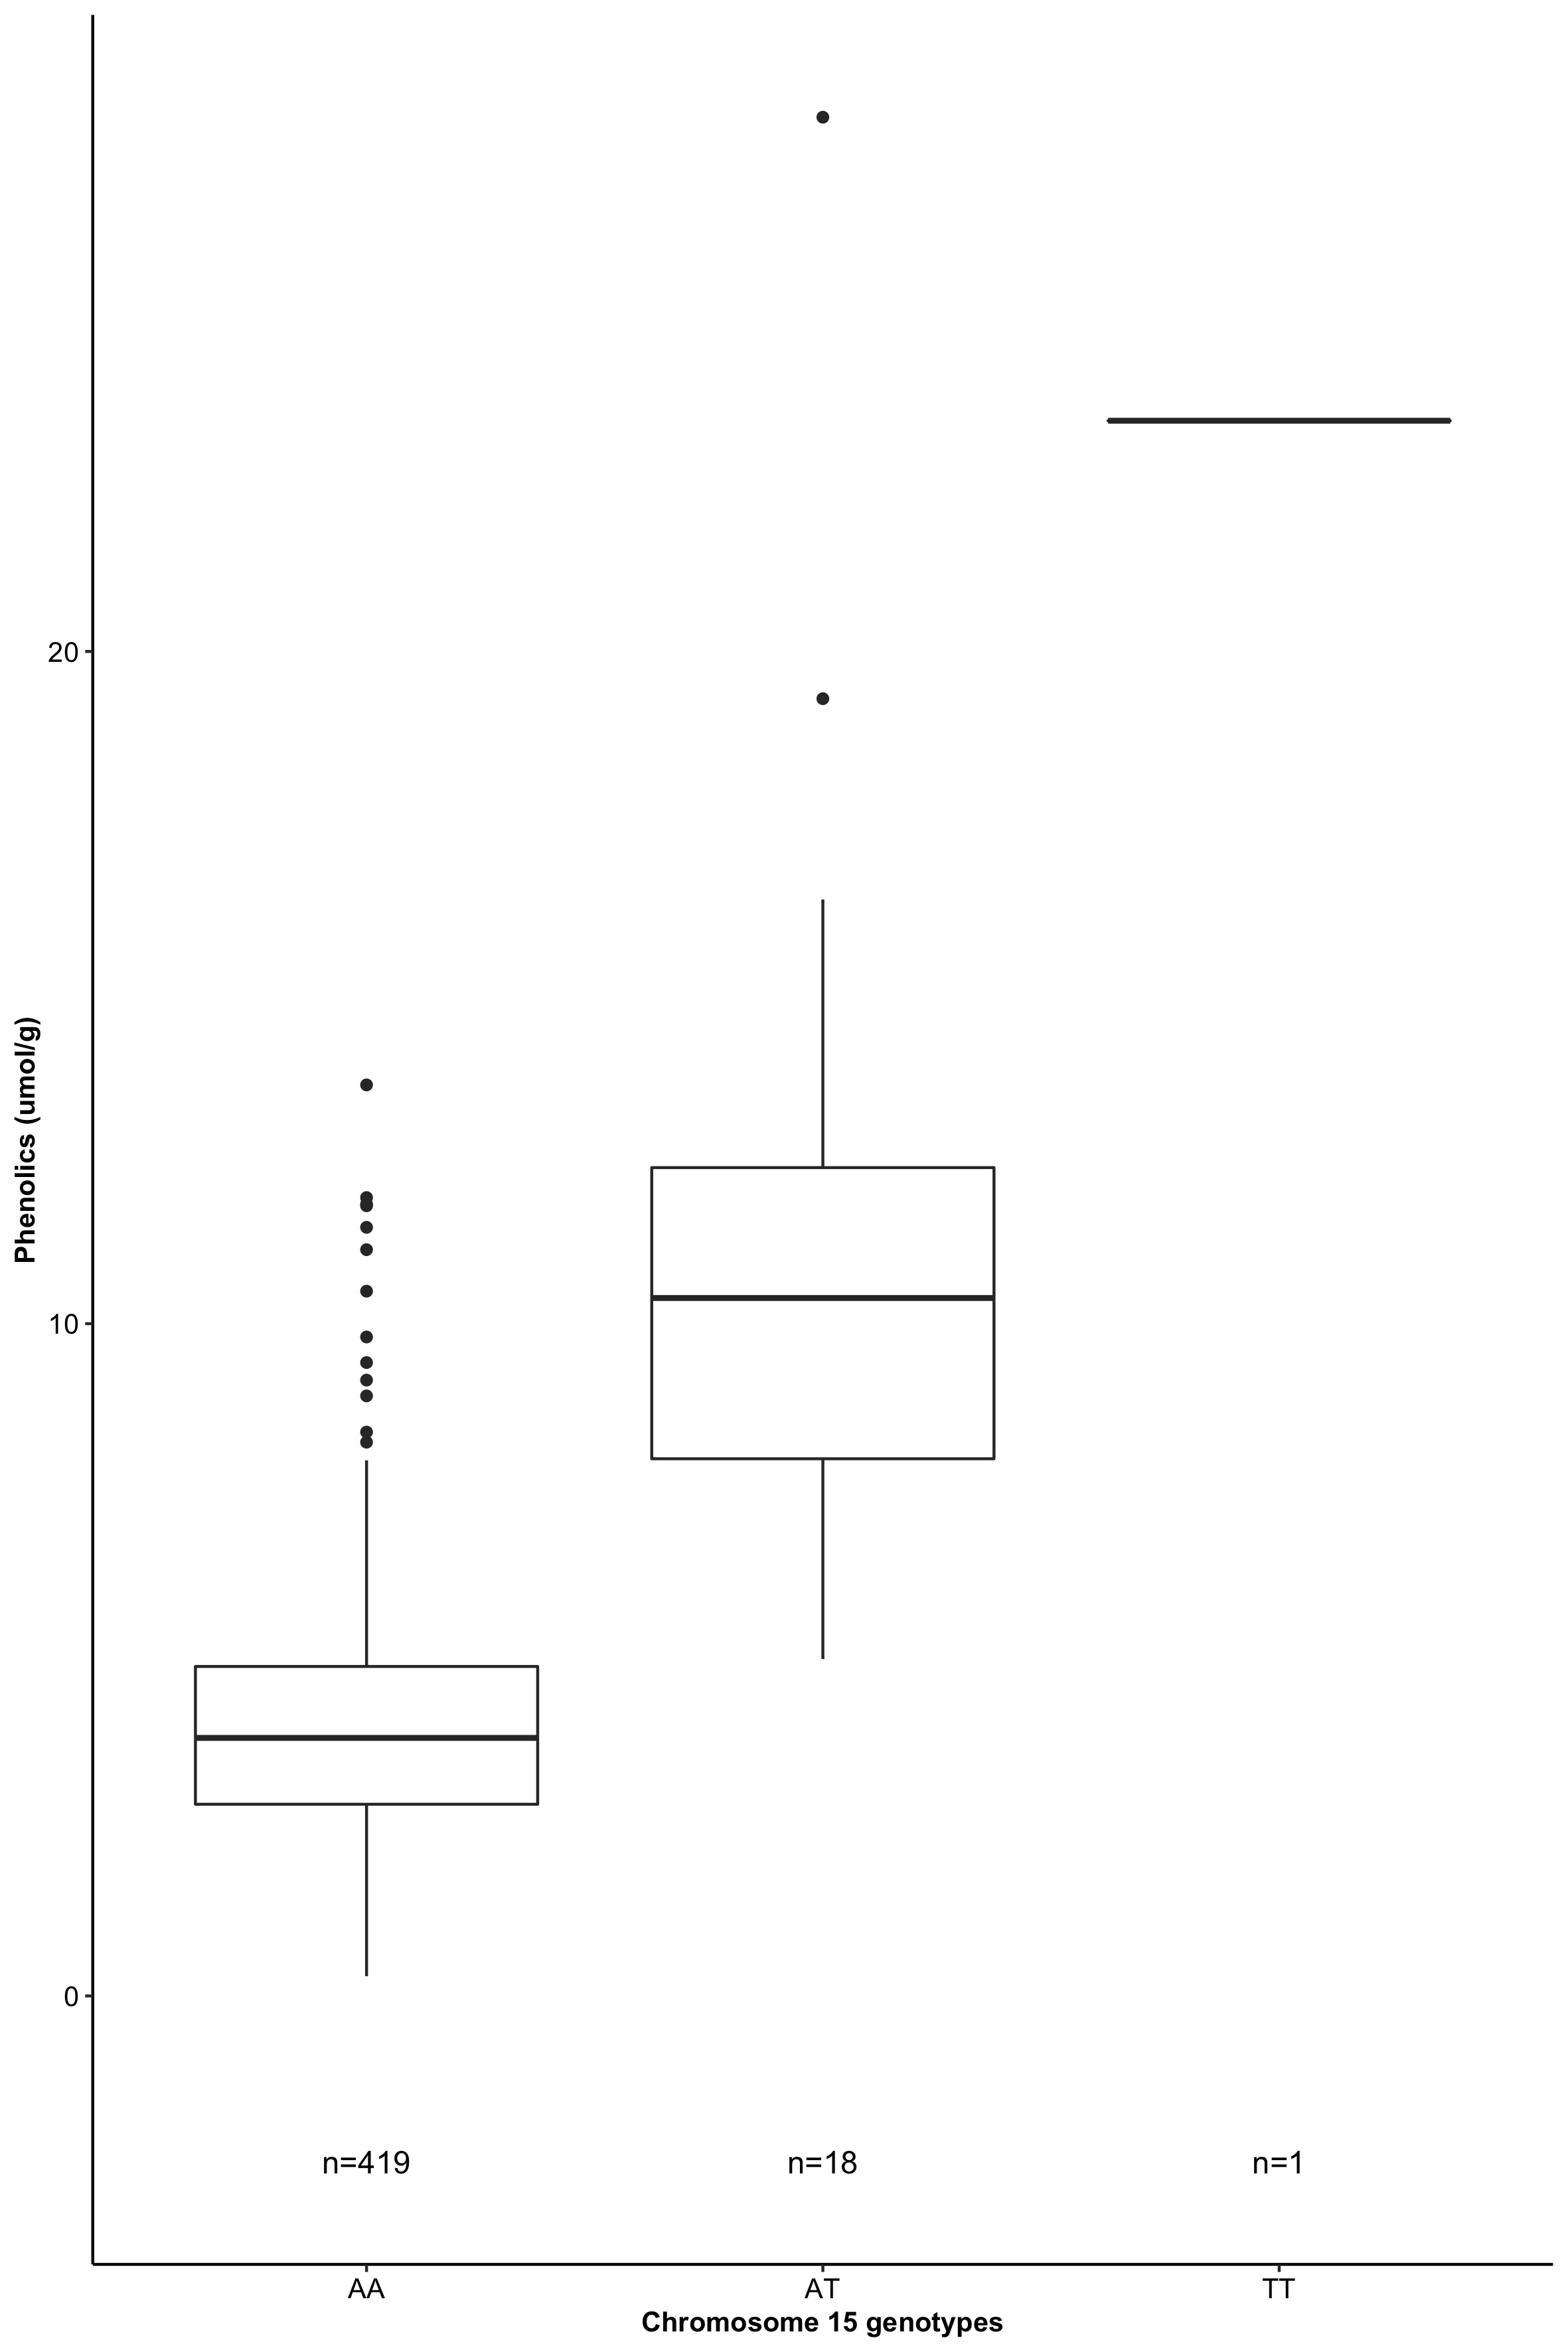 Phenolics (umol/g)
20
10
0
n=419 n=18 n=1
AA AT TT
Chromosome 15 genotypes